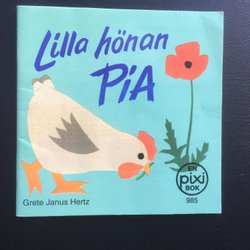 Lilla hönan
PiA
EN
pixi
BOK
985
Grete Janus Hertz